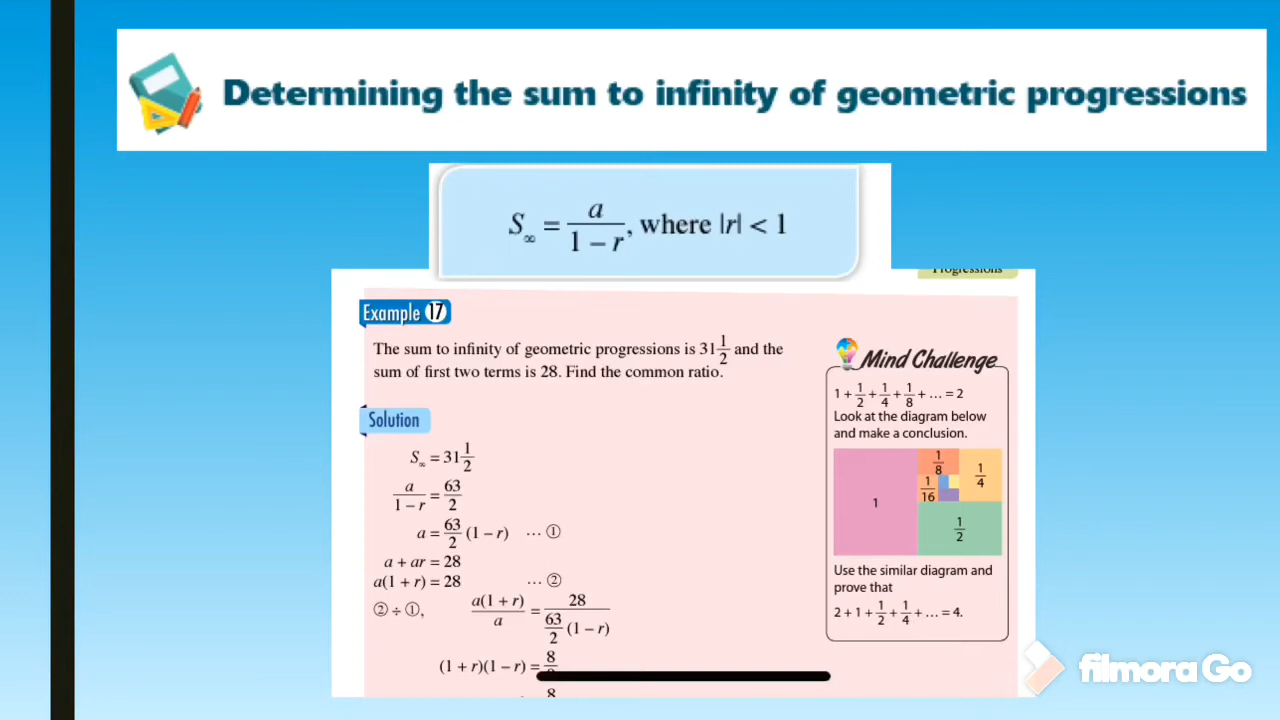 Determining the sum to infinity of geometric progressions
S∞ = a/(1 – r), where |r| < 1
Progressions
Example 17
The sum to infinity of geometric progressions is 31 1/2 and the
sum of first two terms is 28. Find the common ratio.
Solution
S∞ = 31 1/2
a/(1 – r) = 63/2
a = 63/2 (1 – r) … ①
a + ar = 28
a(1 + r) = 28 … ②
② ÷ ①, a(1 + r)/a = 28/(63/2 (1 – r))
(1 + r)(1 – r) = 8
8
Mind Challenge
1 + 1/2 + 1/4 + 1/8 + … = 2
Look at the diagram below
and make a conclusion.
1
1/8
1/4
1/16
1/2
Use the similar diagram and
prove that
2 + 1 + 1/2 + 1/4 + … = 4.
filmora Go